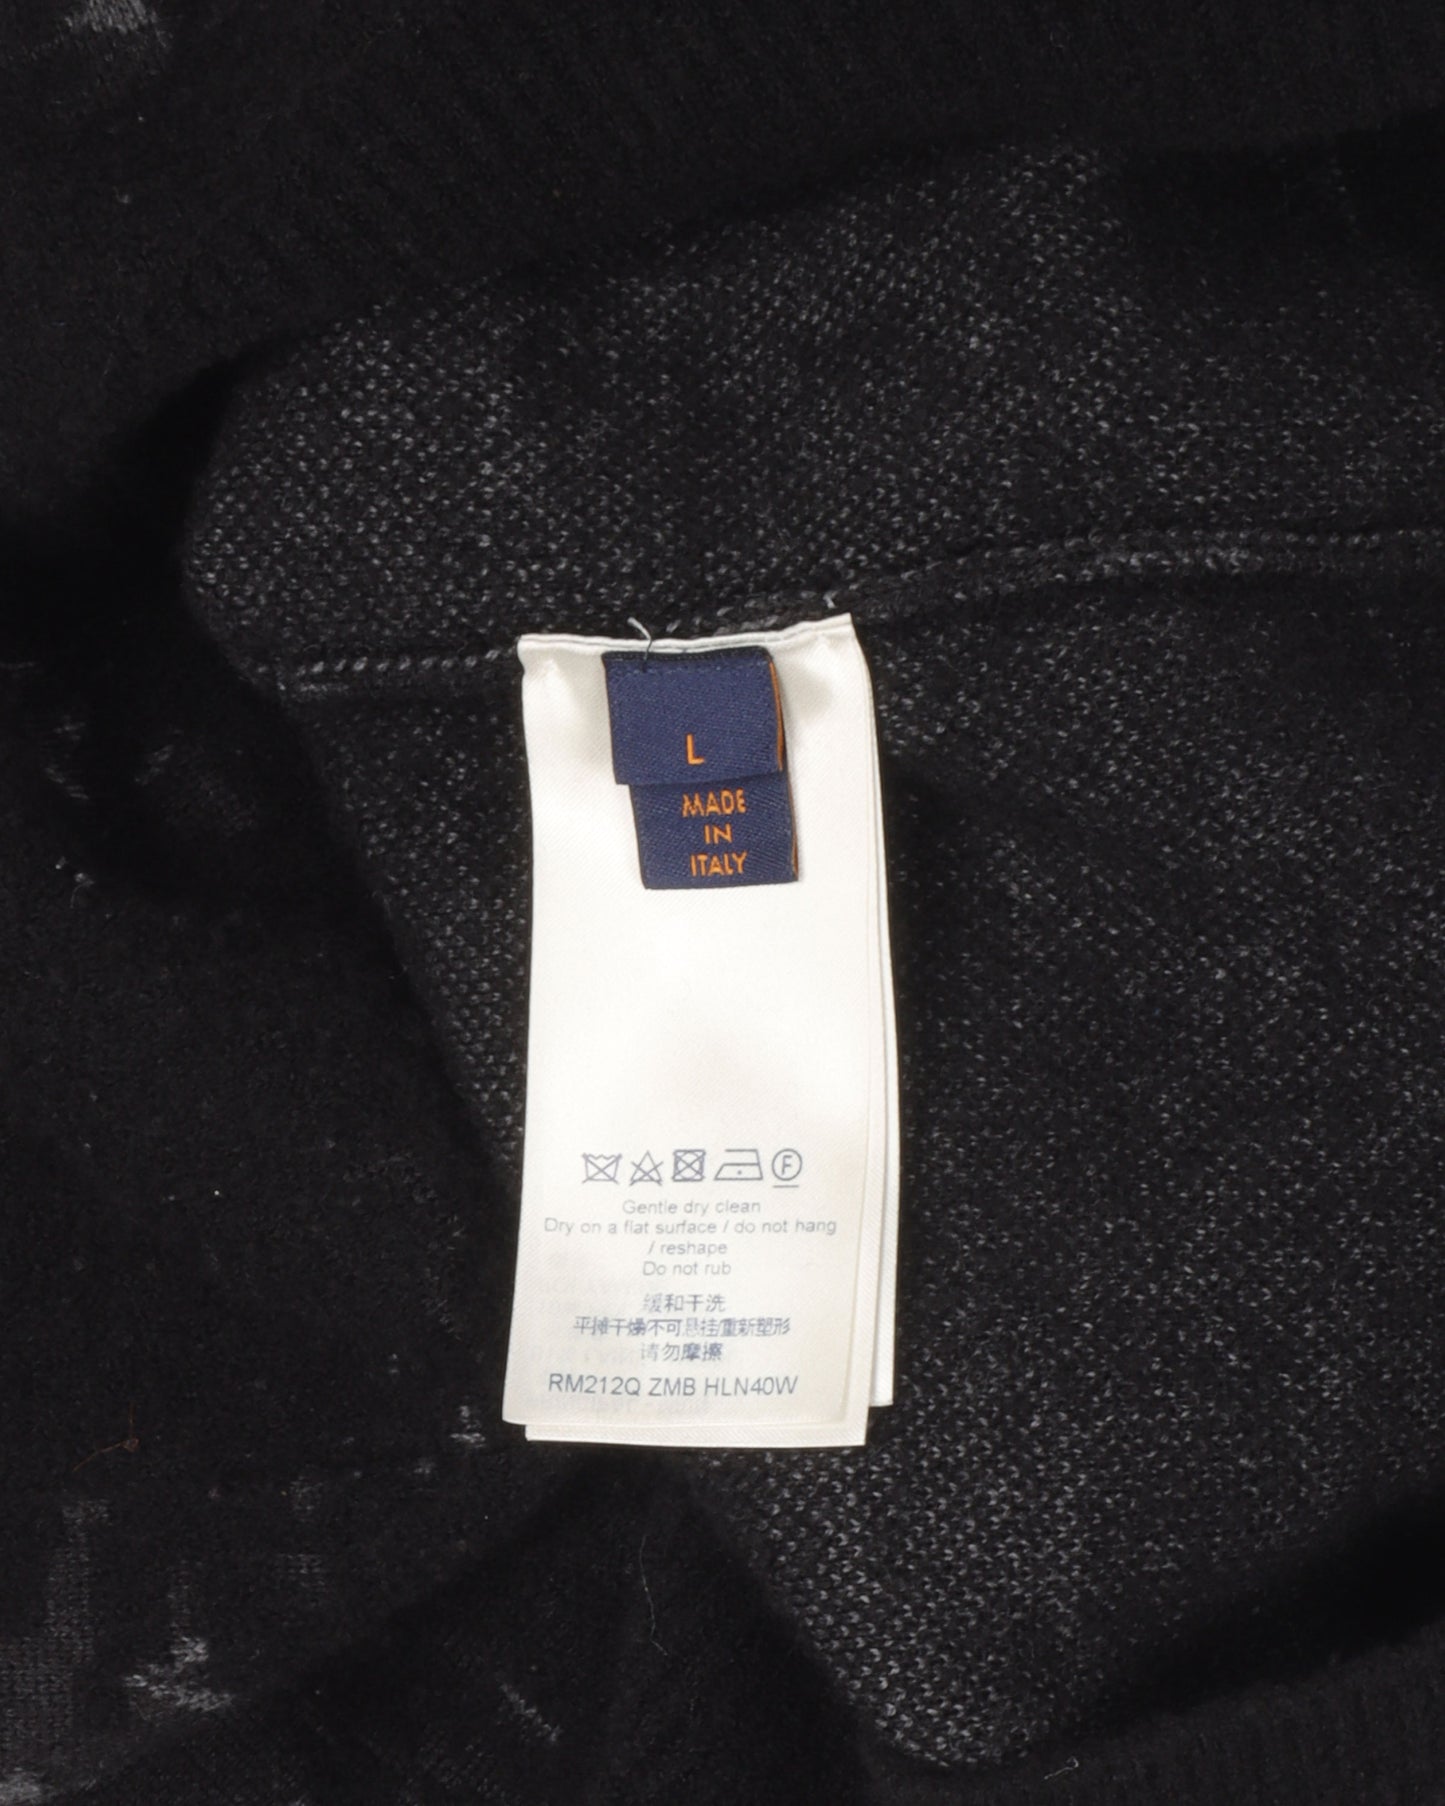 L
MADE
IN
ITALY
F
Gentle dry clean
Dry on a flat surface / do not hang
/ reshape
Do not rub
缓和干洗
平摊干燥不可悬挂/重新塑形
请勿摩擦
RM212Q ZMB HLN40W